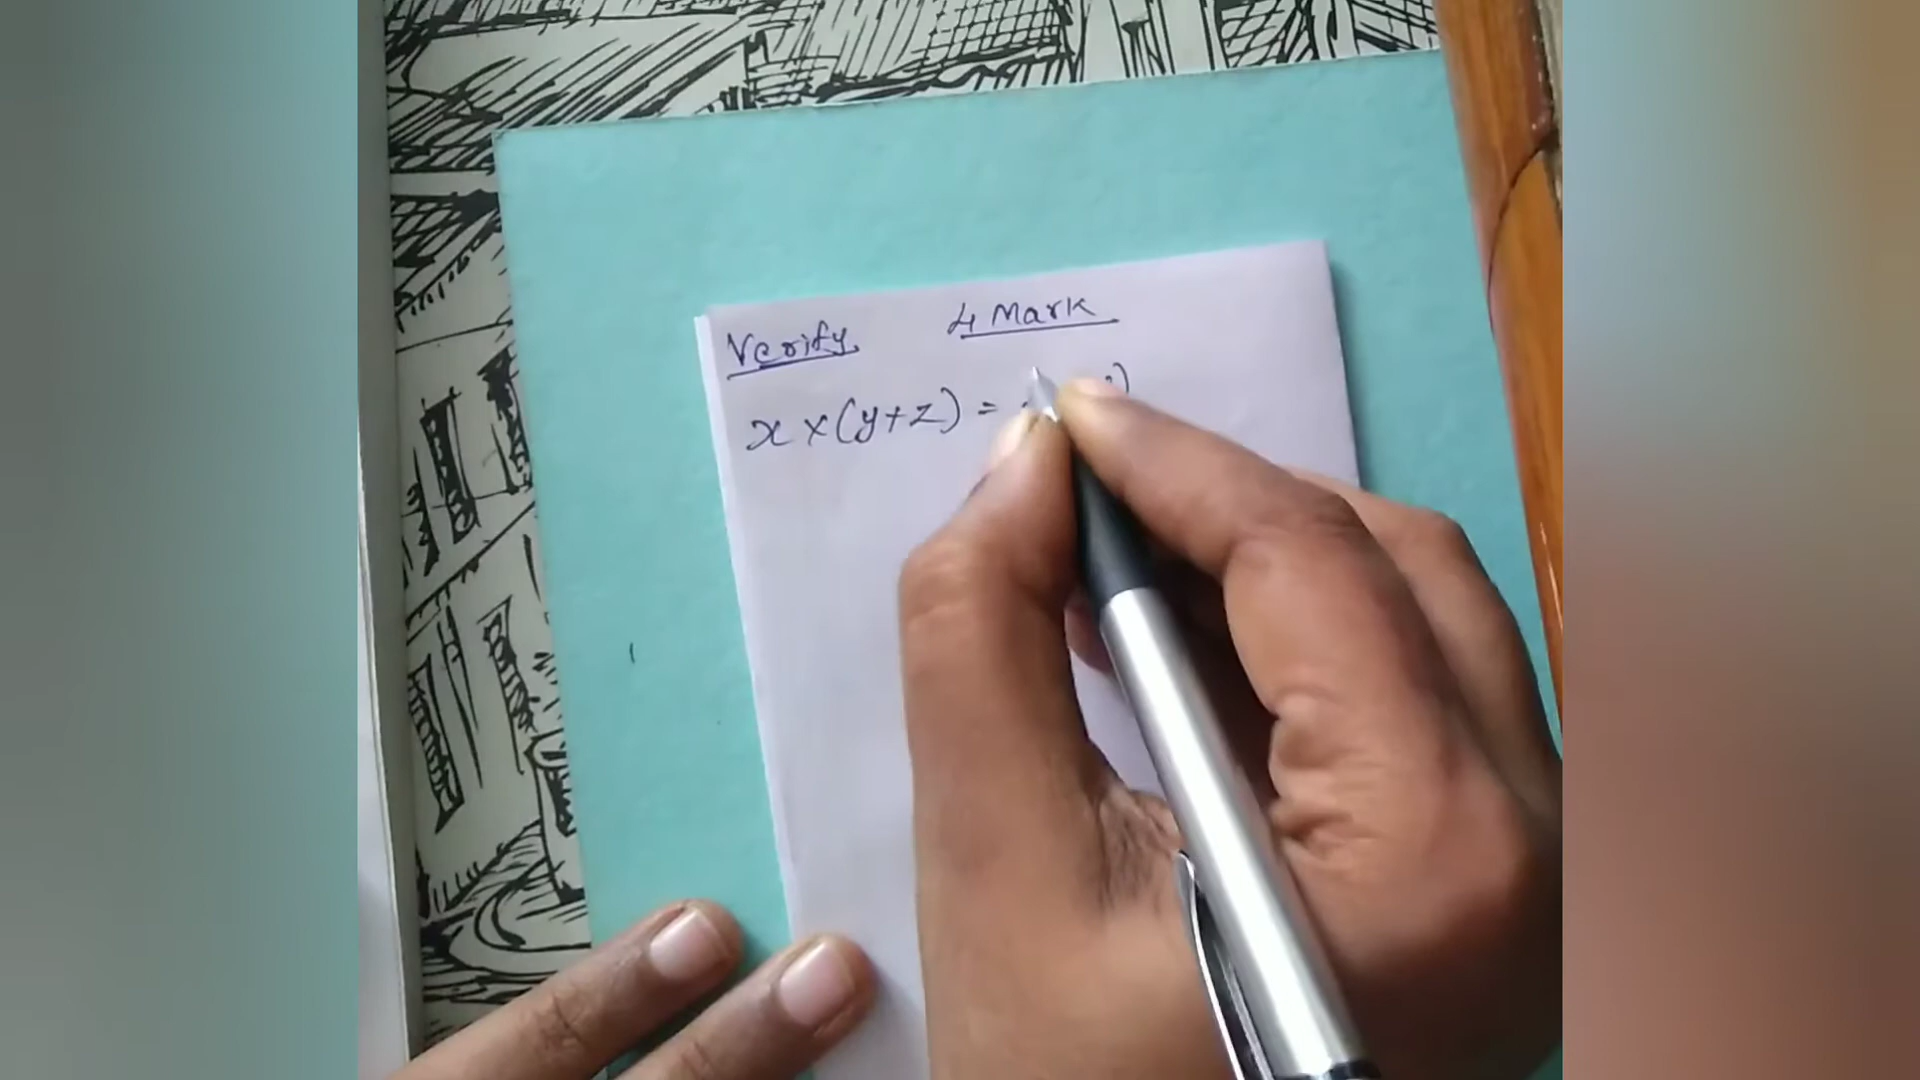 Verify 4 Mark
x × (y+z) =